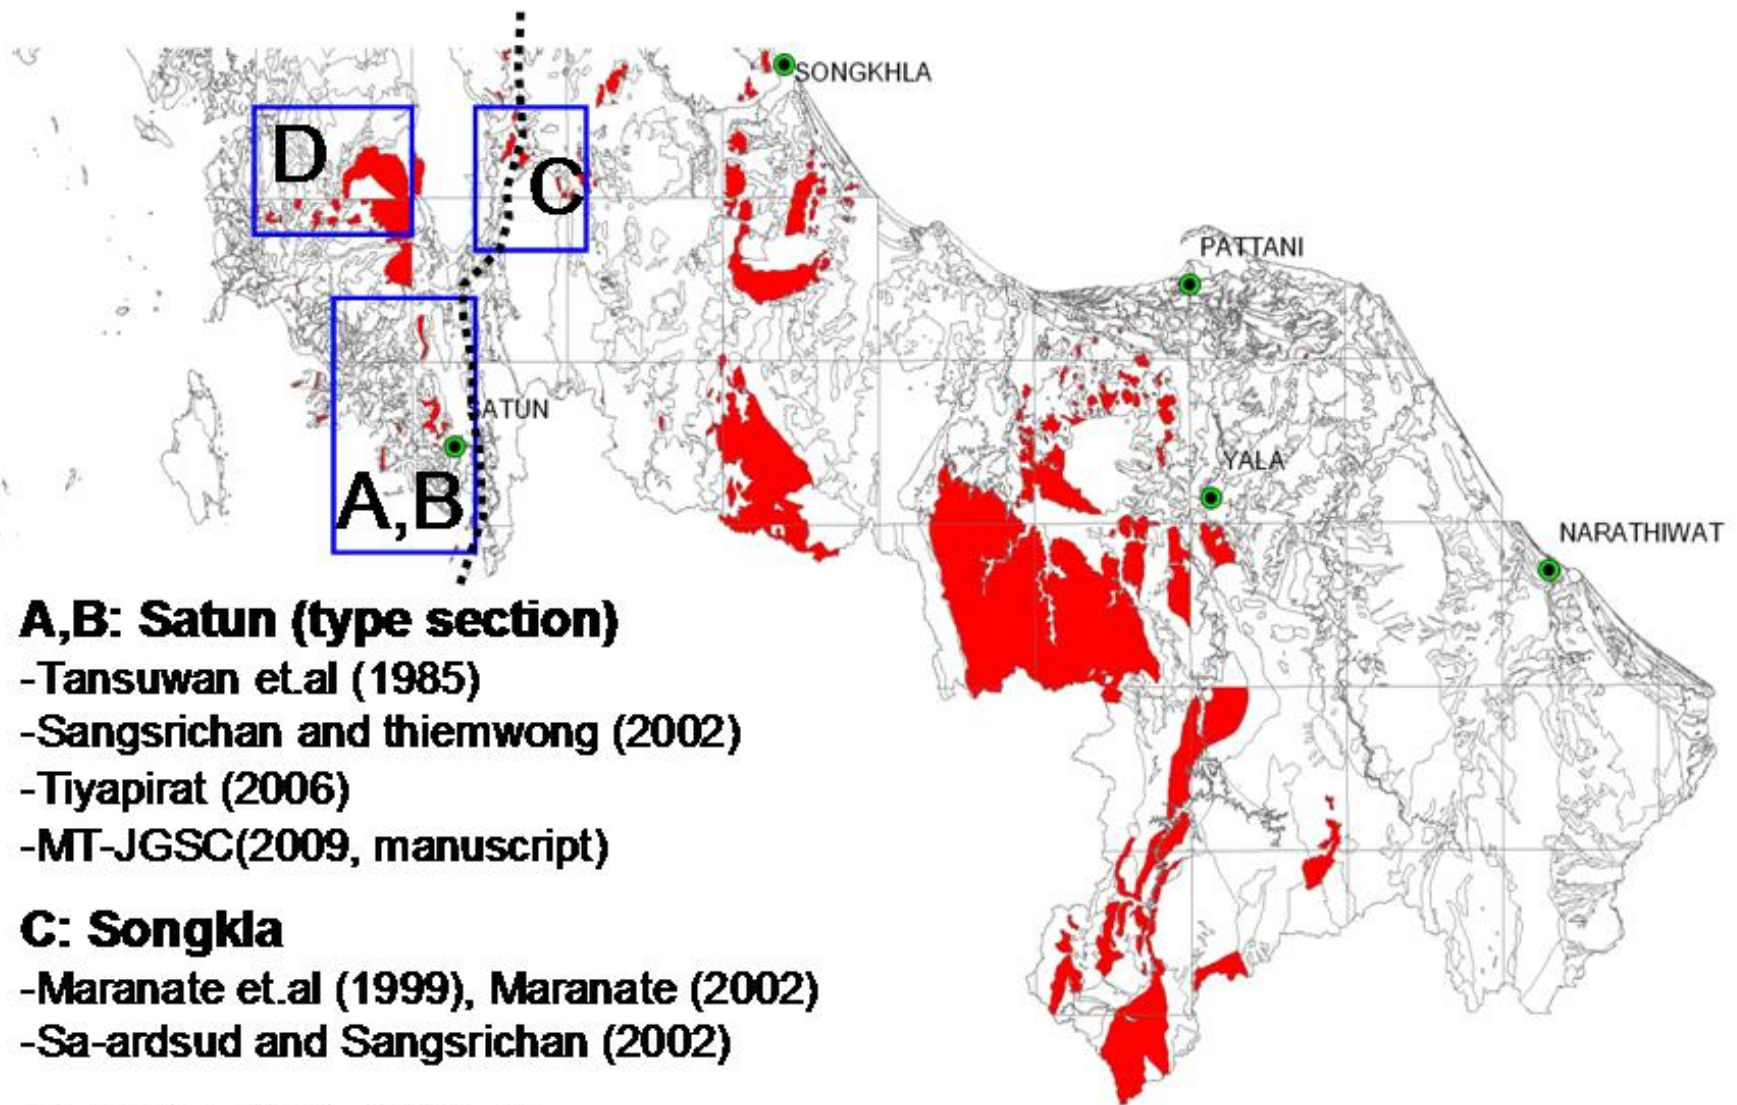 SONGKHLA
D
C
PATTANI
SATUN
A,B
YALA
NARATHIWAT
A,B: Satun (type section)
-Tansuwan et.al (1985)
-Sangsrichan and thiemwong (2002)
-Tiyapirat (2006)
-MT-JGSC(2009, manuscript)
C: Songkla
-Maranate et.al (1999), Maranate (2002)
-Sa-ardsud and Sangsrichan (2002)